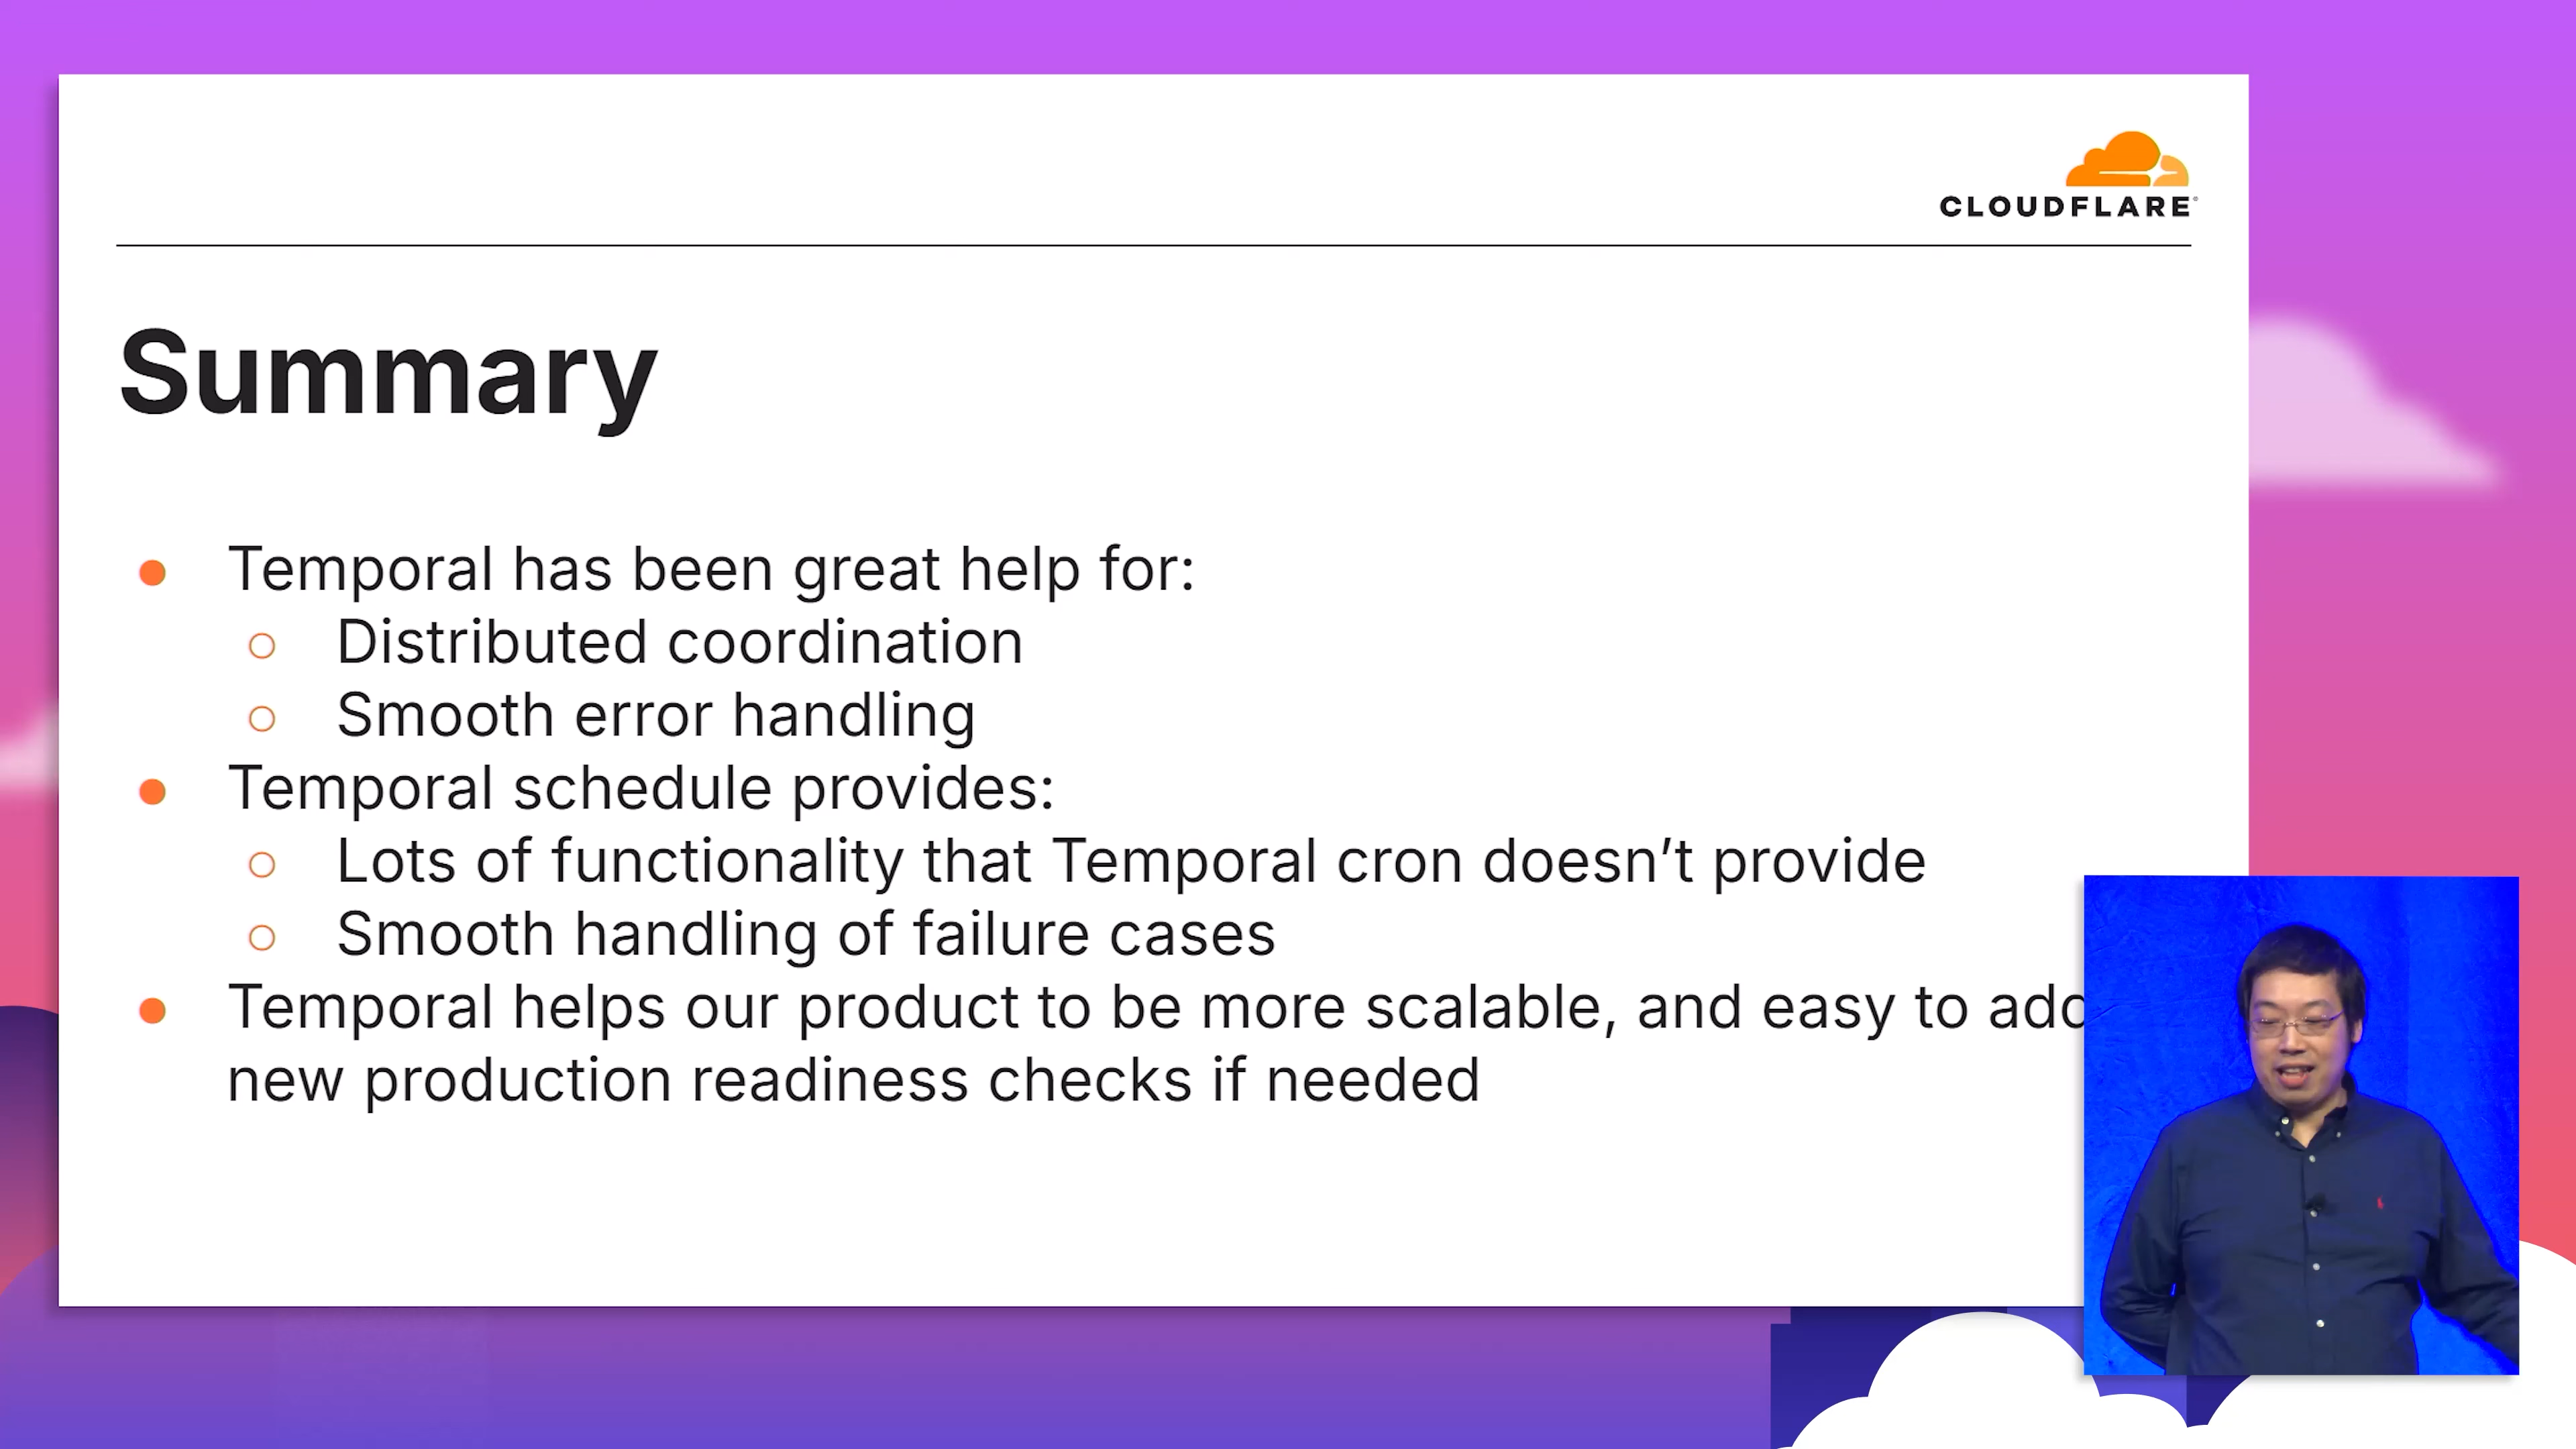 CLOUDFLARE
Summary
Temporal has been great help for:
Distributed coordination
Smooth error handling
Temporal schedule provides:
Lots of functionality that Temporal cron doesn’t provide
Smooth handling of failure cases
Temporal helps our product to be more scalable, and easy to add
new production readiness checks if needed